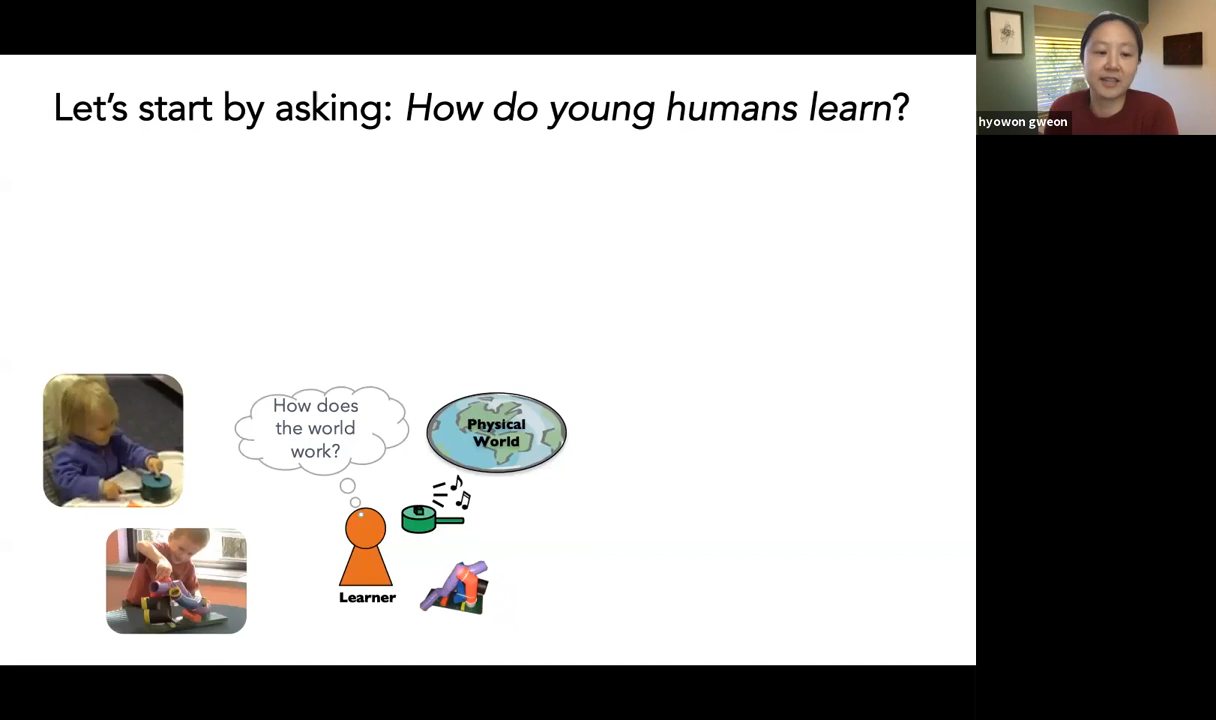 Let's start by asking: How do young humans learn?
hyowon gweon
How does
the world
work?
Physical
World
Learner